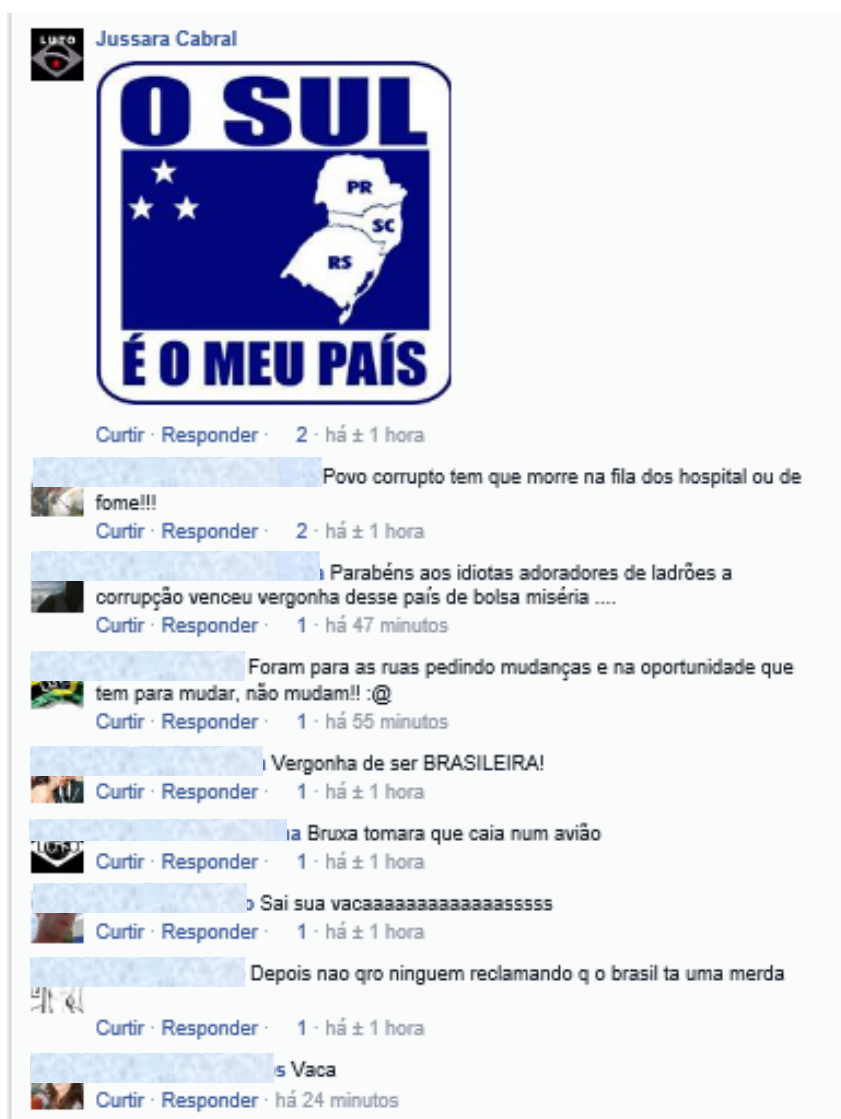 LUTO
Jussara Cabral
O SUL
PR
SC
RS
É O MEU PAÍS
Curtir · Responder · 2 · há ± 1 hora
Povo corrupto tem que morre na fila dos hospital ou de
fome!!!
Curtir · Responder · 2 · há ± 1 hora
Parabéns aos idiotas adoradores de ladrões a
corrupção venceu vergonha desse país de bolsa miséria ....
Curtir · Responder · 1 · há 47 minutos
Foram para as ruas pedindo mudanças e na oportunidade que
tem para mudar, não mudam!! :@
Curtir · Responder · 1 · há 55 minutos
Vergonha de ser BRASILEIRA!
Curtir · Responder · 1 · há ± 1 hora
Bruxa tomara que caia num avião
Curtir · Responder · 1 · há ± 1 hora
Sai sua vacaaaaaaaaaaaaaasssss
Curtir · Responder · 1 · há ± 1 hora
Depois nao qro ninguem reclamando q o brasil ta uma merda
Curtir · Responder · 1 · há ± 1 hora
Vaca
Curtir · Responder · há 24 minutos